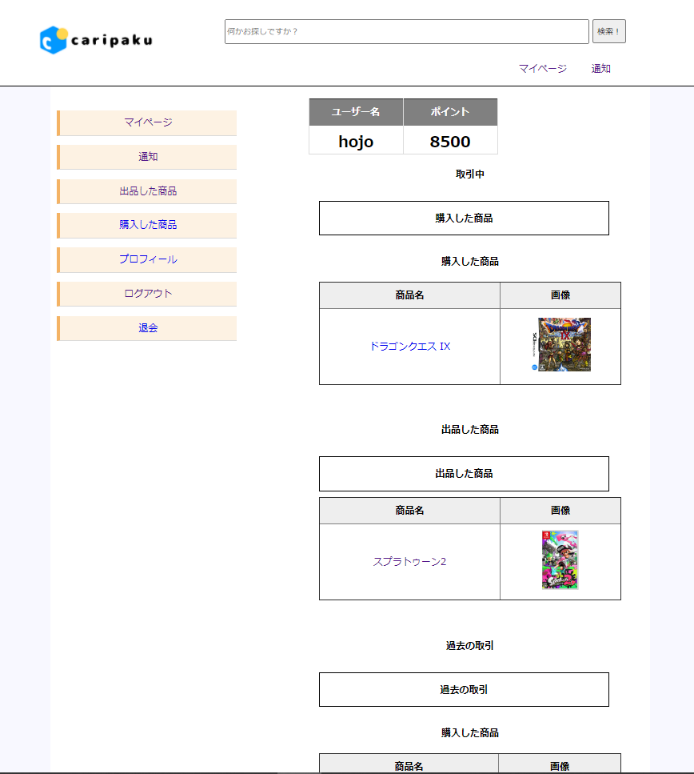 caripaku
何かお探しですか？
検索！
マイページ 通知
マイページ
通知
出品した商品
購入した商品
プロフィール
ログアウト
退会
ユーザー名 ポイント
hojo 8500
取引中
購入した商品
購入した商品
商品名 画像
ドラゴンクエス IX
出品した商品
出品した商品
商品名 画像
スプラトゥーン2
過去の取引
過去の取引
購入した商品
商品名 画像